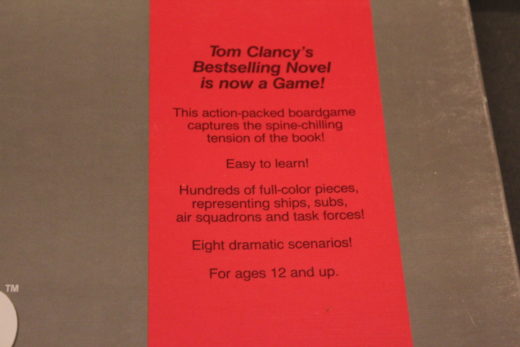 Tom Clancy's
Bestselling Novel
is now a Game!
This action-packed boardgame
captures the spine-chilling
tension of the book!
Easy to learn!
Hundreds of full-color pieces,
representing ships, subs,
air squadrons and task forces!
Eight dramatic scenarios!
For ages 12 and up.
TM